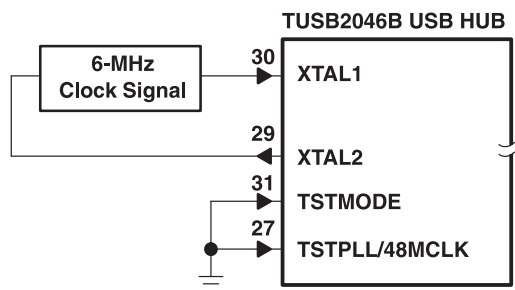 TUSB2046B USB HUB
6-MHz
Clock Signal
30
XTAL1
29
XTAL2
31
TSTMODE
27
TSTPLL/48MCLK